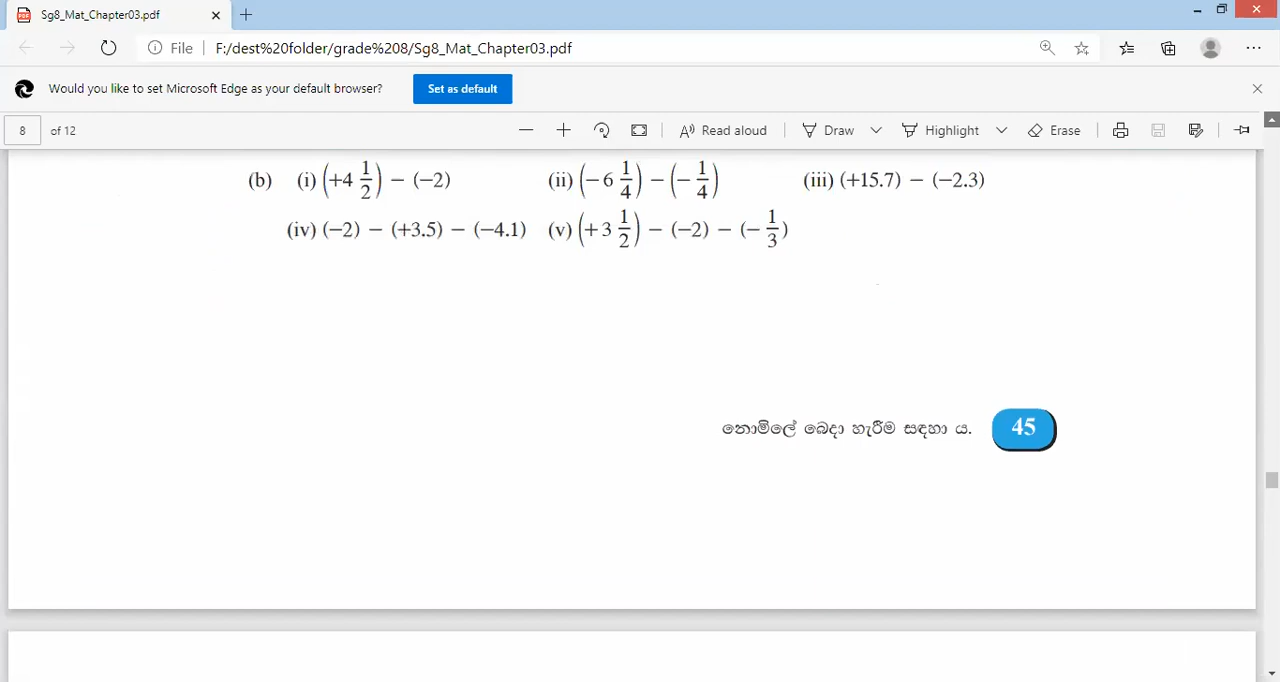 Sg8_Mat_Chapter03.pdf
File F:/dest%20folder/grade%208/Sg8_Mat_Chapter03.pdf
Would you like to set Microsoft Edge as your default browser? Set as default
8 of 12 Read aloud Draw Highlight Erase
(b) (i) (+4 1/2) − (−2) (ii) (−6 1/4) − (−1/4) (iii) (+15.7) − (−2.3)
(iv) (−2) − (+3.5) − (−4.1) (v) (+3 1/2) − (−2) − (−1/3)
නොමිලේ බෙදා හැරීම සඳහා ය. 45